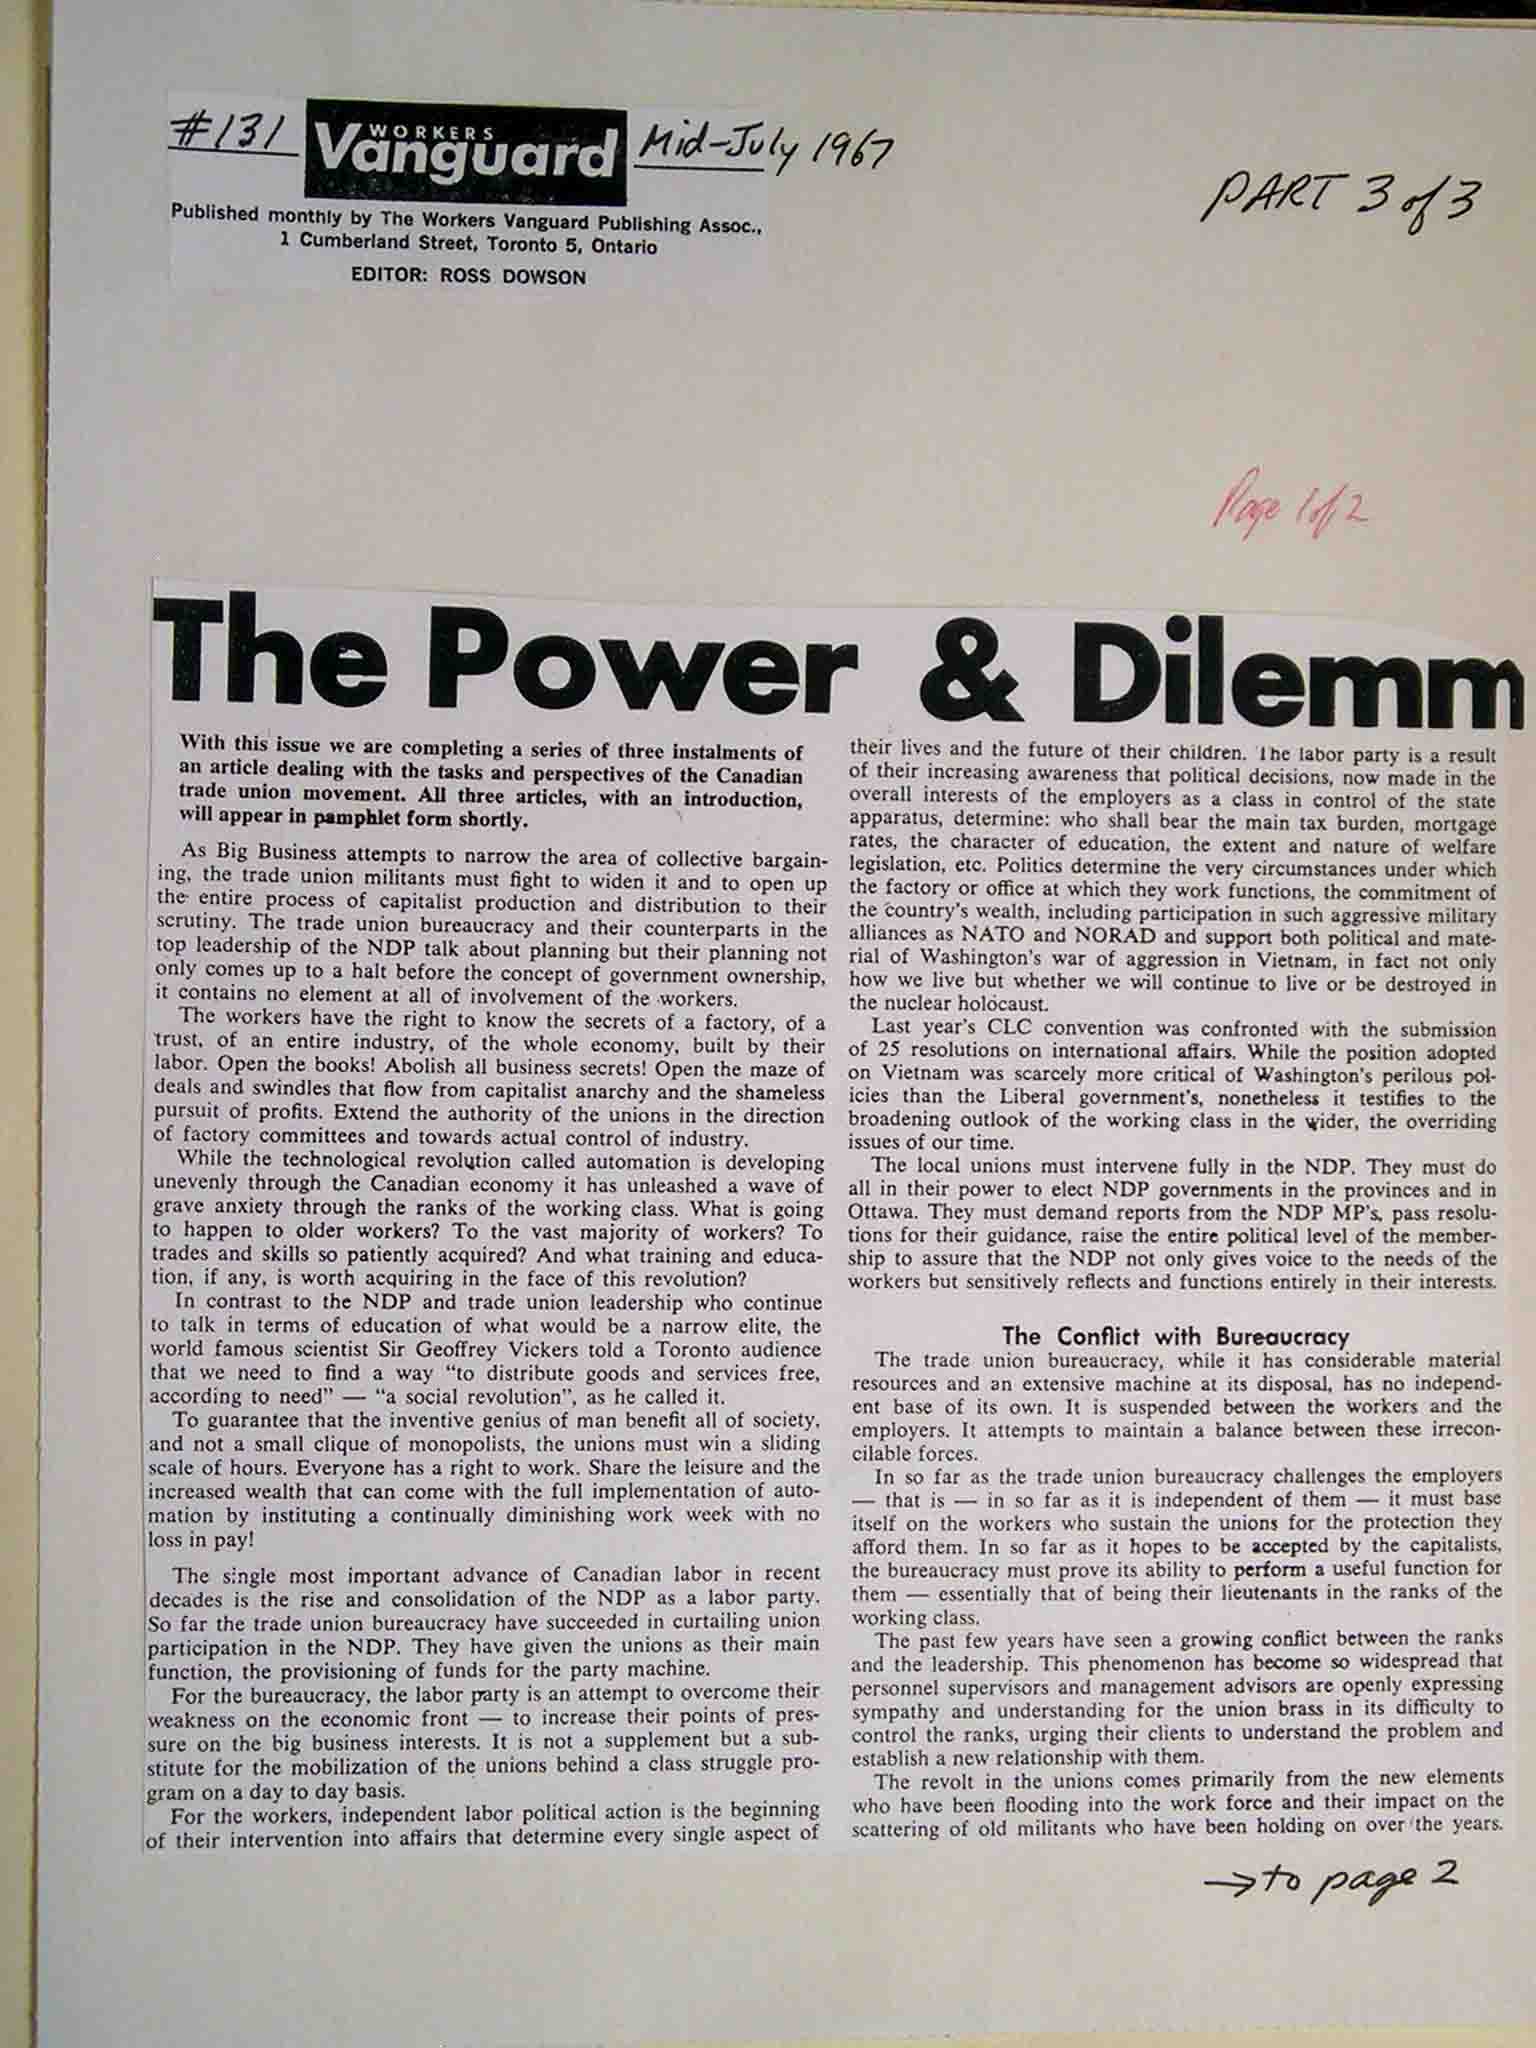 #131 WORKERS Vanguard Mid-July 1967
Published monthly by The Workers Vanguard Publishing Assoc.,
1 Cumberland Street, Toronto 5, Ontario
EDITOR: ROSS DOWSON
PART 3 of 3
Page 1 of 2
The Power & Dilemm
With this issue we are completing a series of three instalments of
an article dealing with the tasks and perspectives of the Canadian
trade union movement. All three articles, with an introduction,
will appear in pamphlet form shortly.
As Big Business attempts to narrow the area of collective bargain-
ing, the trade union militants must fight to widen it and to open up
the entire process of capitalist production and distribution to their
scrutiny. The trade union bureaucracy and their counterparts in the
top leadership of the NDP talk about planning but their planning not
only comes up to a halt before the concept of government ownership,
it contains no element at all of involvement of the workers.
The workers have the right to know the secrets of a factory, of a
trust, of an entire industry, of the whole economy, built by their
labor. Open the books! Abolish all business secrets! Open the maze of
deals and swindles that flow from capitalist anarchy and the shameless
pursuit of profits. Extend the authority of the unions in the direction
of factory committees and towards actual control of industry.
While the technological revolution called automation is developing
unevenly through the Canadian economy it has unleashed a wave of
grave anxiety through the ranks of the working class. What is going
to happen to older workers? To the vast majority of workers? To
trades and skills so patiently acquired? And what training and educa-
tion, if any, is worth acquiring in the face of this revolution?
In contrast to the NDP and trade union leadership who continue
to talk in terms of education of what would be a narrow elite, the
world famous scientist Sir Geoffrey Vickers told a Toronto audience
that we need to find a way "to distribute goods and services free,
according to need" — "a social revolution", as he called it.
To guarantee that the inventive genius of man benefit all of society,
and not a small clique of monopolists, the unions must win a sliding
scale of hours. Everyone has a right to work. Share the leisure and the
increased wealth that can come with the full implementation of auto-
mation by instituting a continually diminishing work week with no
loss in pay!
The single most important advance of Canadian labor in recent
decades is the rise and consolidation of the NDP as a labor party.
So far the trade union bureaucracy have succeeded in curtailing union
participation in the NDP. They have given the unions as their main
function, the provisioning of funds for the party machine.
For the bureaucracy, the labor party is an attempt to overcome their
weakness on the economic front — to increase their points of pres-
sure on the big business interests. It is not a supplement but a sub-
stitute for the mobilization of the unions behind a class struggle pro-
gram on a day to day basis.
For the workers, independent labor political action is the beginning
of their intervention into affairs that determine every single aspect of
their lives and the future of their children. The labor party is a result
of their increasing awareness that political decisions, now made in the
overall interests of the employers as a class in control of the state
apparatus, determine: who shall bear the main tax burden, mortgage
rates, the character of education, the extent and nature of welfare
legislation, etc. Politics determine the very circumstances under which
the factory or office at which they work functions, the commitment of
the country's wealth, including participation in such aggressive military
alliances as NATO and NORAD and support both political and mate-
rial of Washington's war of aggression in Vietnam, in fact not only
how we live but whether we will continue to live or be destroyed in
the nuclear holocaust.
Last year's CLC convention was confronted with the submission
of 25 resolutions on international affairs. While the position adopted
on Vietnam was scarcely more critical of Washington's perilous pol-
icies than the Liberal government's, nonetheless it testifies to the
broadening outlook of the working class in the wider, the overriding
issues of our time.
The local unions must intervene fully in the NDP. They must do
all in their power to elect NDP governments in the provinces and in
Ottawa. They must demand reports from the NDP MP's, pass resolu-
tions for their guidance, raise the entire political level of the member-
ship to assure that the NDP not only gives voice to the needs of the
workers but sensitively reflects and functions entirely in their interests.
The Conflict with Bureaucracy
The trade union bureaucracy, while it has considerable material
resources and an extensive machine at its disposal, has no independ-
ent base of its own. It is suspended between the workers and the
employers. It attempts to maintain a balance between these irrecon-
cilable forces.
In so far as the trade union bureaucracy challenges the employers
— that is — in so far as it is independent of them — it must base
itself on the workers who sustain the unions for the protection they
afford them. In so far as it hopes to be accepted by the capitalists,
the bureaucracy must prove its ability to perform a useful function for
them — essentially that of being their lieutenants in the ranks of the
working class.
The past few years have seen a growing conflict between the ranks
and the leadership. This phenomenon has become so widespread that
personnel supervisors and management advisors are openly expressing
sympathy and understanding for the union brass in its difficulty to
control the ranks, urging their clients to understand the problem and
establish a new relationship with them.
The revolt in the unions comes primarily from the new elements
who have been flooding into the work force and their impact on the
scattering of old militants who have been holding on over the years.
→to page 2